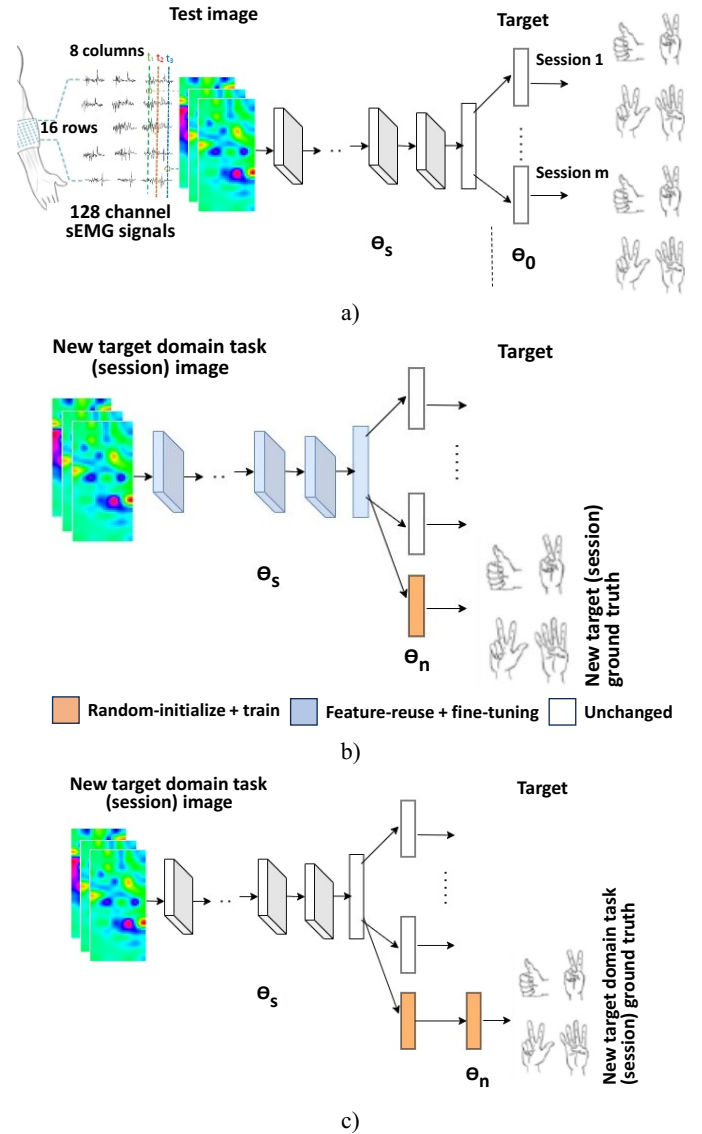 Test image
Target
8 columns
t₁ t₂ t₃
Session 1
16 rows
Session m
128 channel
sEMG signals
ϴs
ϴ0
a)
New target domain task
(session) image
Target
ϴs
ϴn
New target (session)
ground truth
Random-initialize + train
Feature-reuse + fine-tuning
Unchanged
b)
New target domain task
(session) image
Target
ϴs
ϴn
New target domain task
(session) ground truth
c)